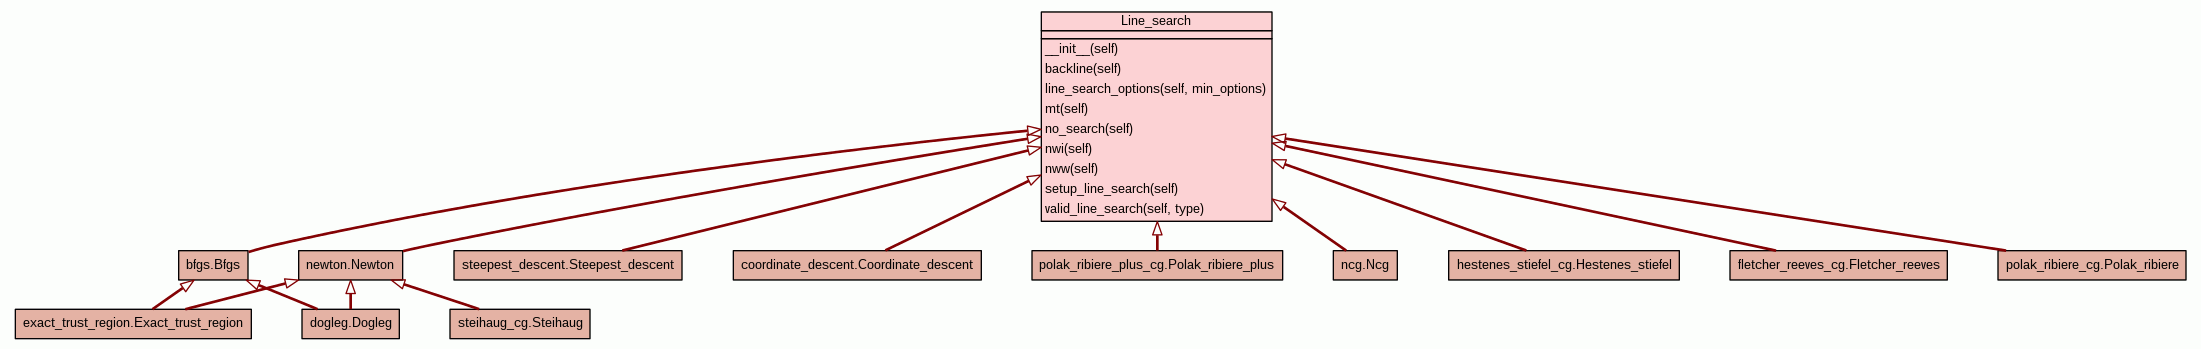 Line_search
__init__(self)
backline(self)
line_search_options(self, min_options)
mt(self)
no_search(self)
nwi(self)
nww(self)
setup_line_search(self)
valid_line_search(self, type)
bfgs.Bfgs
newton.Newton
steepest_descent.Steepest_descent
coordinate_descent.Coordinate_descent
polak_ribiere_plus_cg.Polak_ribiere_plus
ncg.Ncg
hestenes_stiefel_cg.Hestenes_stiefel
fletcher_reeves_cg.Fletcher_reeves
polak_ribiere_cg.Polak_ribiere
exact_trust_region.Exact_trust_region
dogleg.Dogleg
steihaug_cg.Steihaug